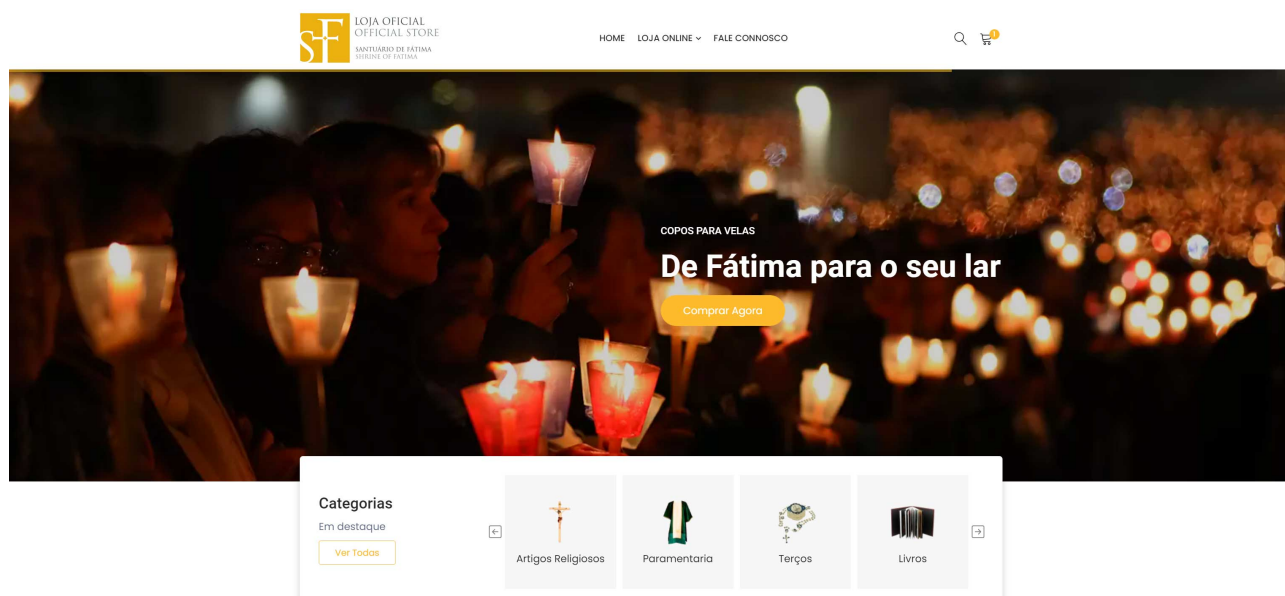 LOJA OFICIAL
OFFICIAL STORE
SANTUÁRIO DE FÁTIMA
SHRINE OF FATIMA
HOME LOJA ONLINE FALE CONNOSCO
1
COPOS PARA VELAS
De Fátima para o seu lar
Comprar Agora
Categorias
Em destaque
Ver Todas
Artigos Religiosos
Paramentaria
Terços
Livros